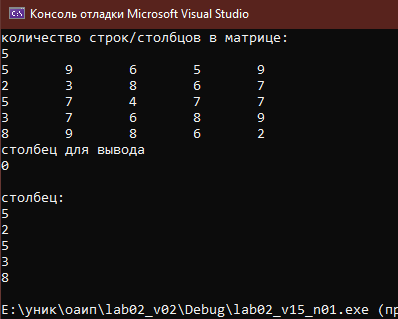 Консоль отладки Microsoft Visual Studio
количество строк/столбцов в матрице:
5
5 9 6 5 9
2 3 8 6 7
5 7 4 7 7
3 7 6 8 9
8 9 8 6 2
столбец для вывода
0
столбец:
5
2
5
3
8
E:\уник\оаип\lab02_v02\Debug\lab02_v15_n01.exe (пр